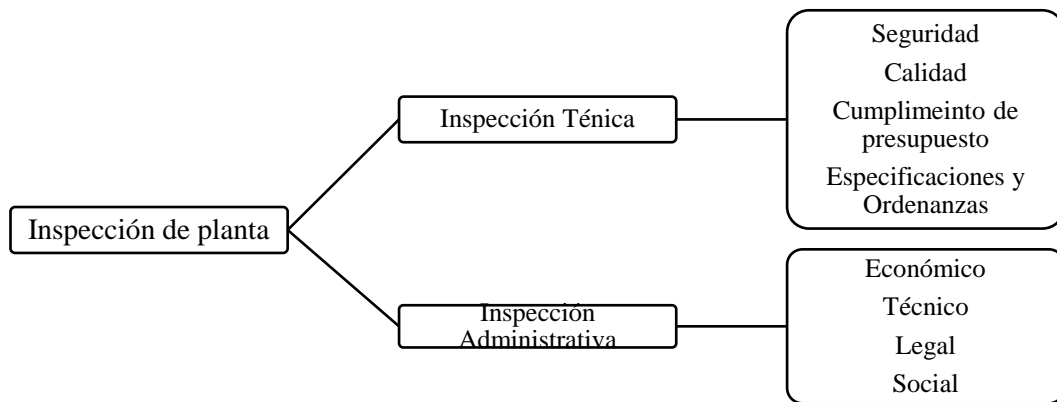 Inspección de planta
Inspección Ténica
Seguridad
Calidad
Cumplimeinto de
presupuesto
Especificaciones y
Ordenanzas
Inspección
Administrativa
Económico
Técnico
Legal
Social